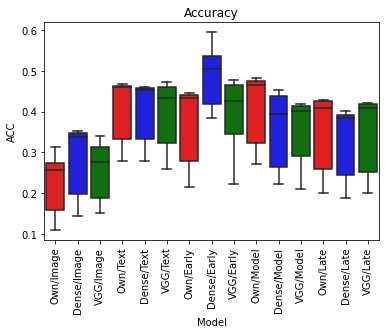 Accuracy
0.6
0.5
0.4
0.3
0.2
0.1
ACC
Own/Image
Dense/Image
VGG/Image
Own/Text
Dense/Text
VGG/Text
Own/Early
Dense/Early
VGG/Early
Own/Model
Dense/Model
VGG/Model
Own/Late
Dense/Late
VGG/Late
Model